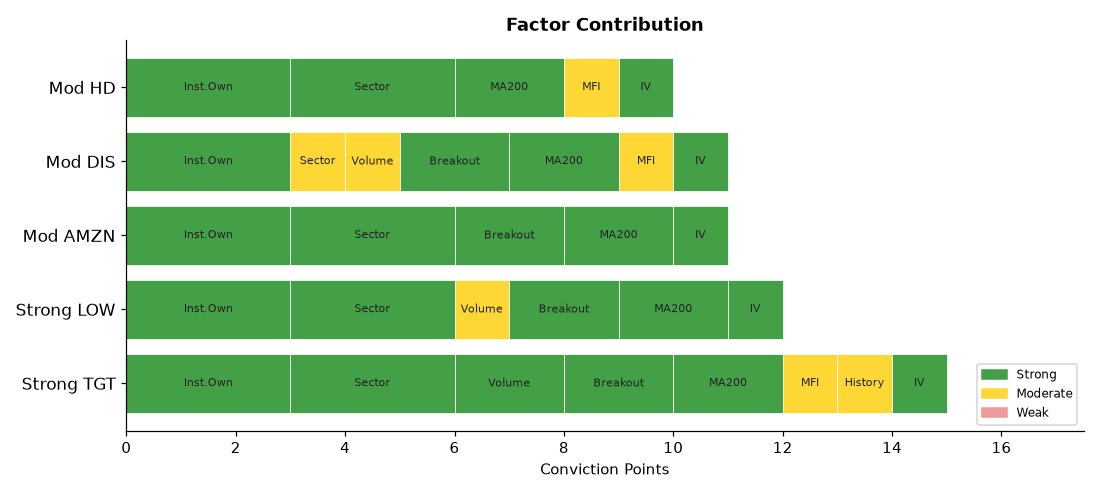 Factor Contribution
Mod HD Inst.Own Sector MA200 MFI IV
Mod DIS Inst.Own Sector Volume Breakout MA200 MFI IV
Mod AMZN Inst.Own Sector Breakout MA200 IV
Strong LOW Inst.Own Sector Volume Breakout MA200 IV
Strong TGT Inst.Own Sector Volume Breakout MA200 MFI History IV
Strong
Moderate
Weak
0 2 4 6 8 10 12 14 16
Conviction Points